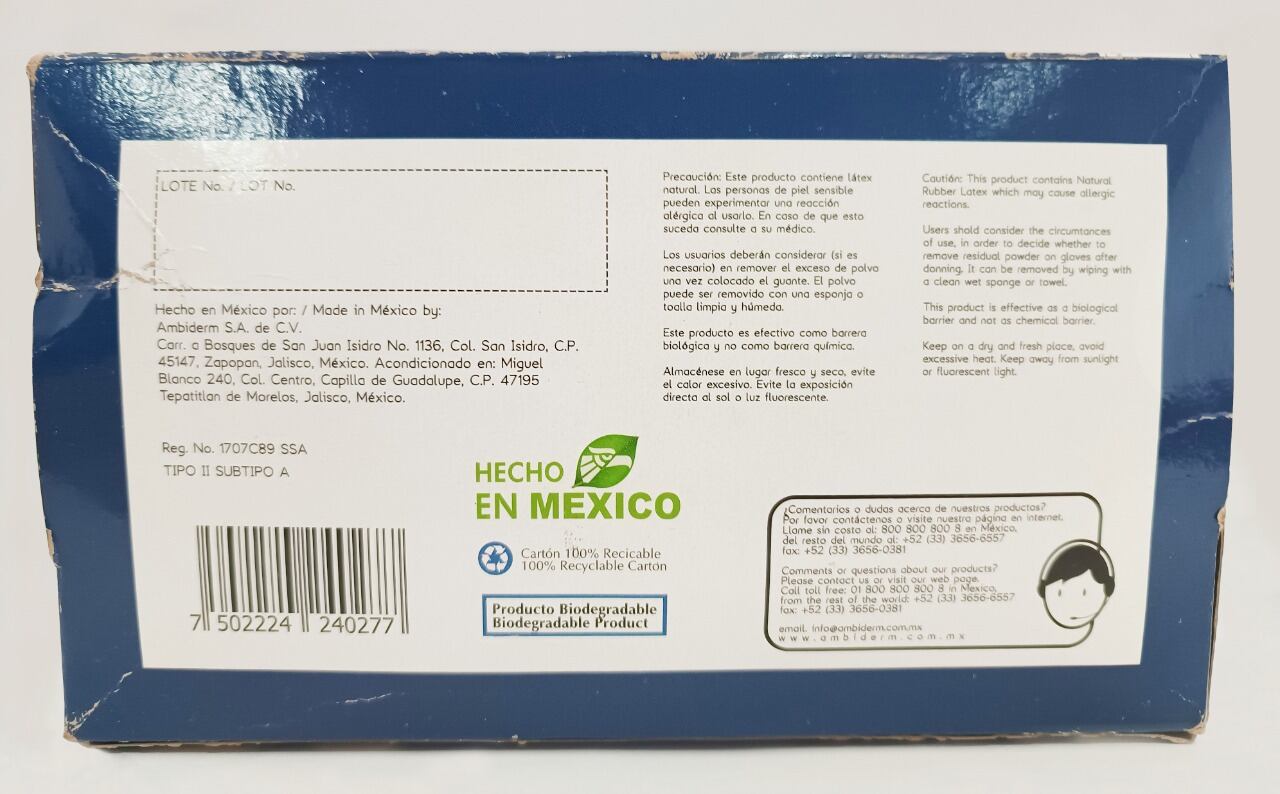 LOTE No. / LOT No.
Hecho en México por: / Made in México by:
Ambiderm S.A. de C.V.
Carr. a Bosques de San Juan Isidro No. 1136, Col. San Isidro, C.P.
45147, Zapopan, Jalisco, México. Acondicionado en: Miguel
Blanco 240, Col. Centro, Capilla de Guadalupe, C.P. 47195
Tepatitlan de Morelos, Jalisco, México.
Reg. No. 1707C89 SSA
TIPO II SUBTIPO A
7 502224 240277
Precaución: Este producto contiene látex
natural. Las personas de piel sensible
pueden experimentar una reacción
alérgica al usarlo. En caso de que esto
suceda consulte a su médico.
Los usuarios deberán considerar (si es
necesario) en remover el exceso de polvo
una vez colocado el guante. El polvo
puede ser removido con una esponja o
toalla limpia y húmeda.
Este producto es efectivo como barrera
biológica y no como barrera química.
Almacénese en lugar fresco y seco, evite
el calor excesivo. Evite la exposición
directa al sol o luz fluorescente.
Cautión: This product contains Natural
Rubber Latex which may cause allergic
reactions.
Users shold consider the circumtances
of use, in order to decide whether to
remove residual powder on gloves after
donning. It can be removed by wiping with
a clean wet sponge or towel.
This product is effective as a biological
barrier and not as chemical barrier.
Keep on a dry and fresh place, avoid
excessive heat. Keep away from sunlight
or fluorescent light.
HECHO
EN MEXICO
Cartón 100% Recicable
100% Recyclable Cartón
Producto Biodegradable
Biodegradable Product
¿Comentarios o dudas acerca de nuestros productos?
Por favor contáctenos o visite nuestra página en internet.
Llame sin costo al: 800 800 800 8 en México,
del resto del mundo al: +52 (33) 3656-6557
fax: +52 (33) 3656-0381
Comments or questions about our products?
Please contact us or visit our web page.
Call toll free: 01 800 800 800 8 in Mexico,
from the rest of the world: +52 (33) 3656-6557
fax: +52 (33) 3656-0381
email. info@ambiderm.com.mx
www.ambiderm.com.mx